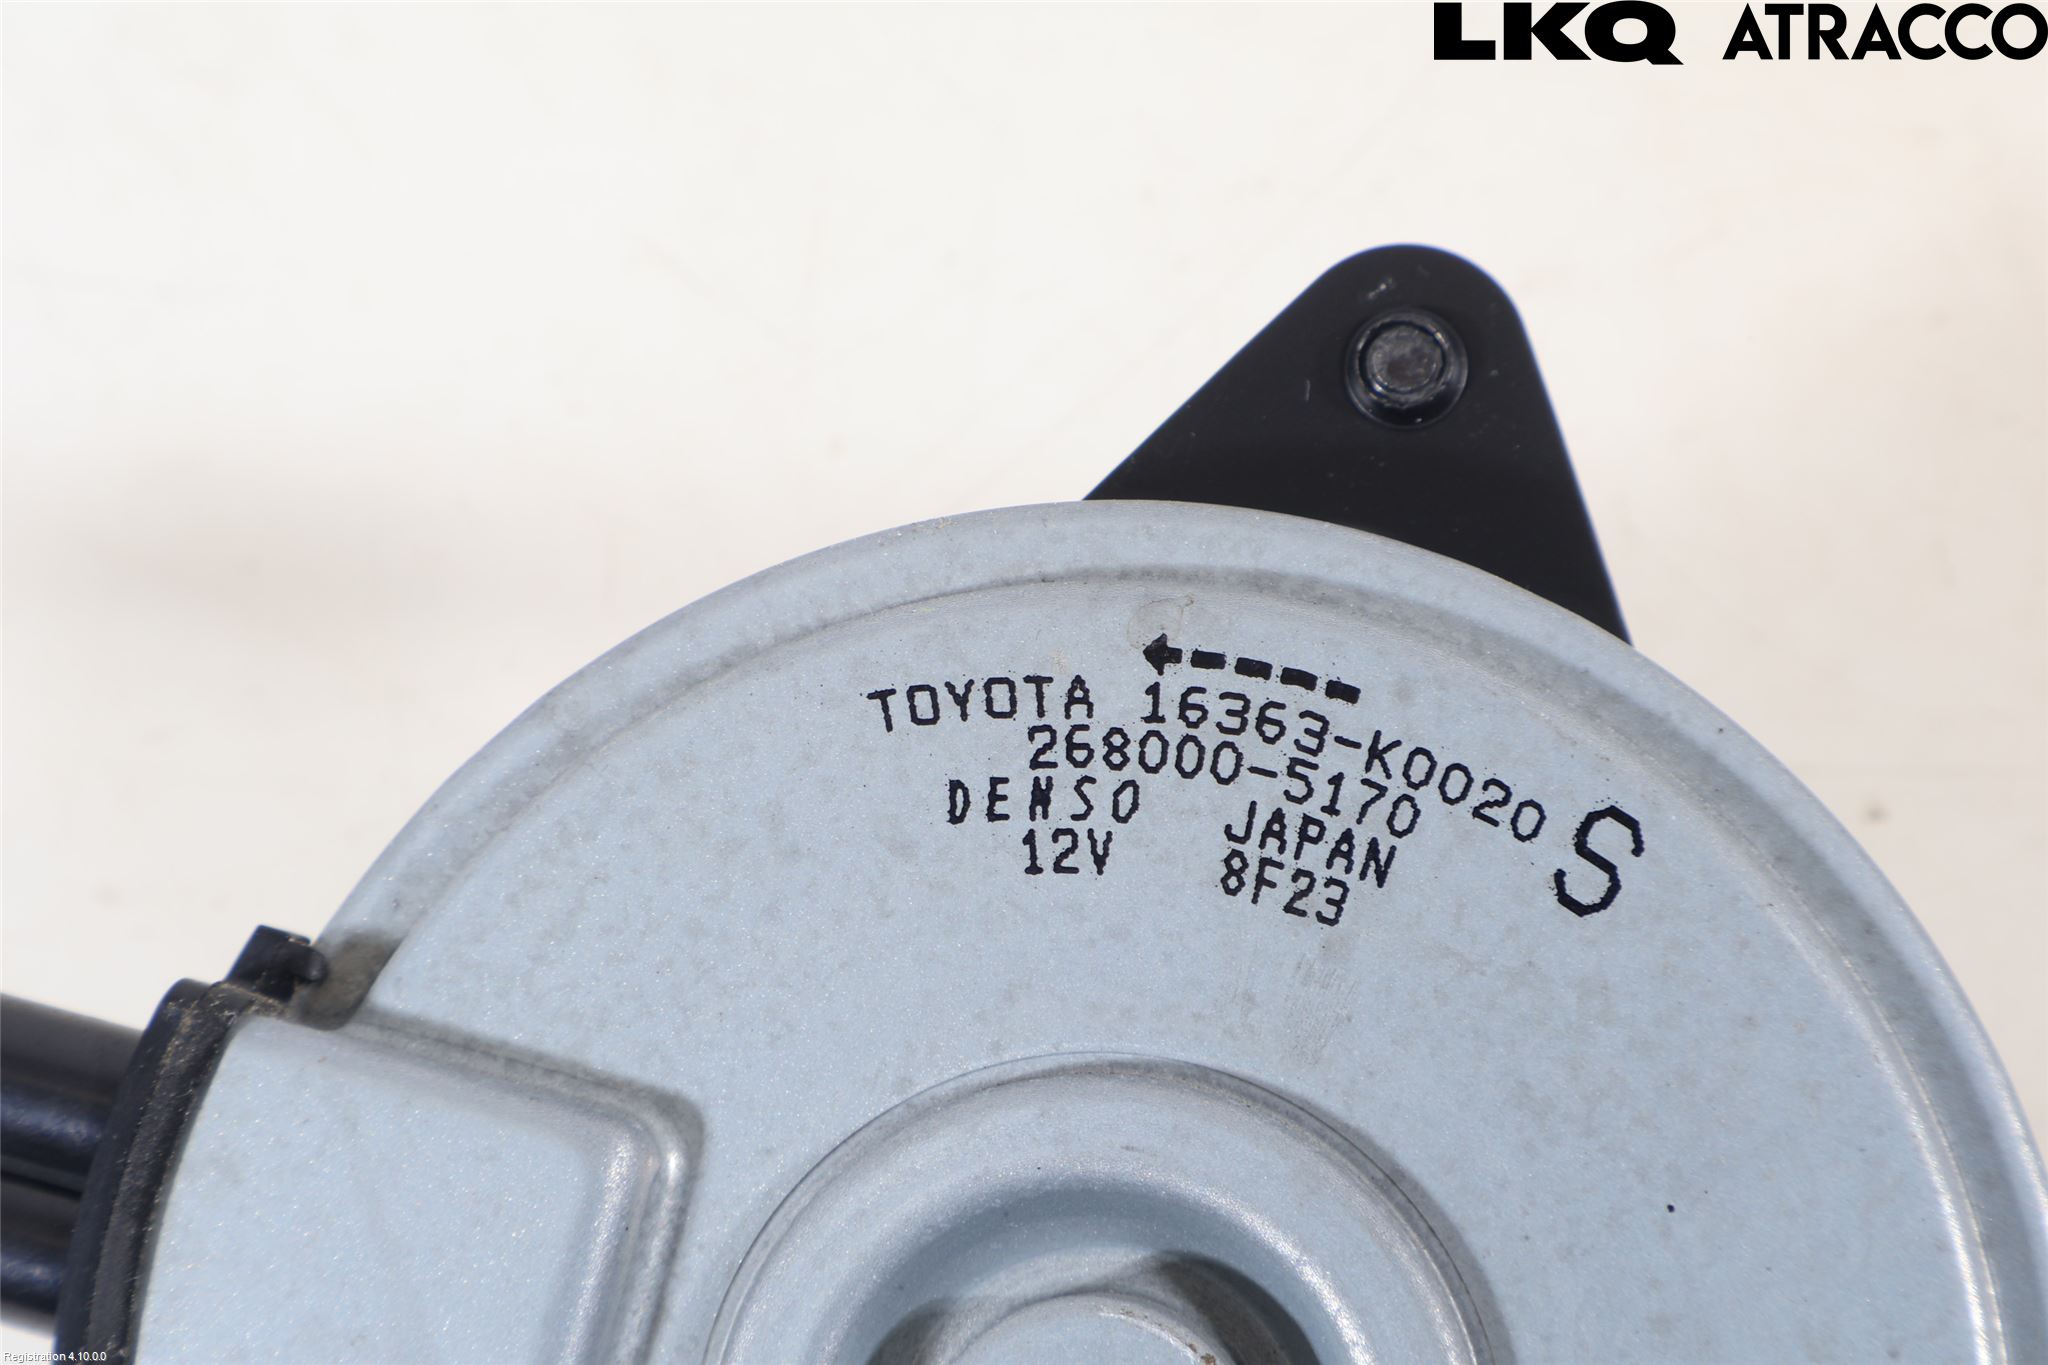 LKQ ATRACCO
TOYOTA 16363-K0020
268000-5170 S
DENSO JAPAN
12V 8F23
Registration 4.10.0.0